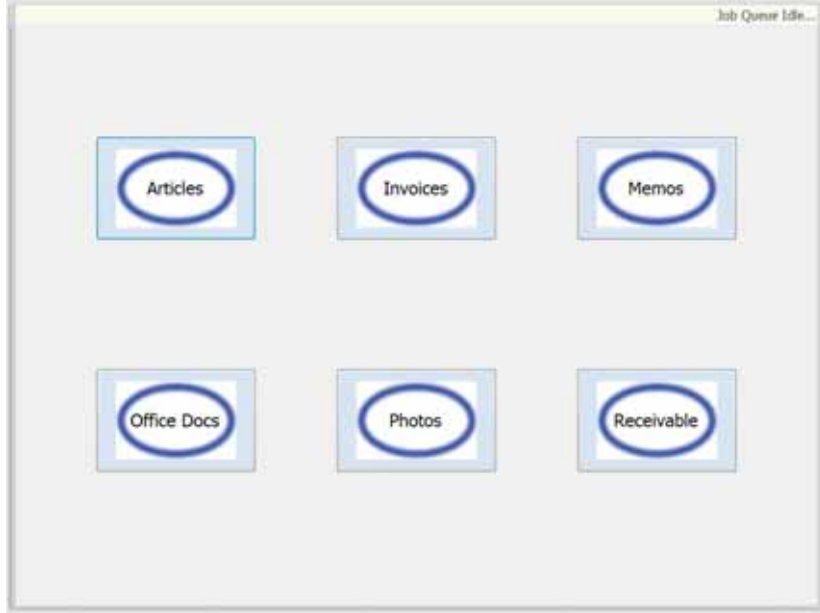 Job Queue Idle...
Articles
Invoices
Memos
Office Docs
Photos
Receivable